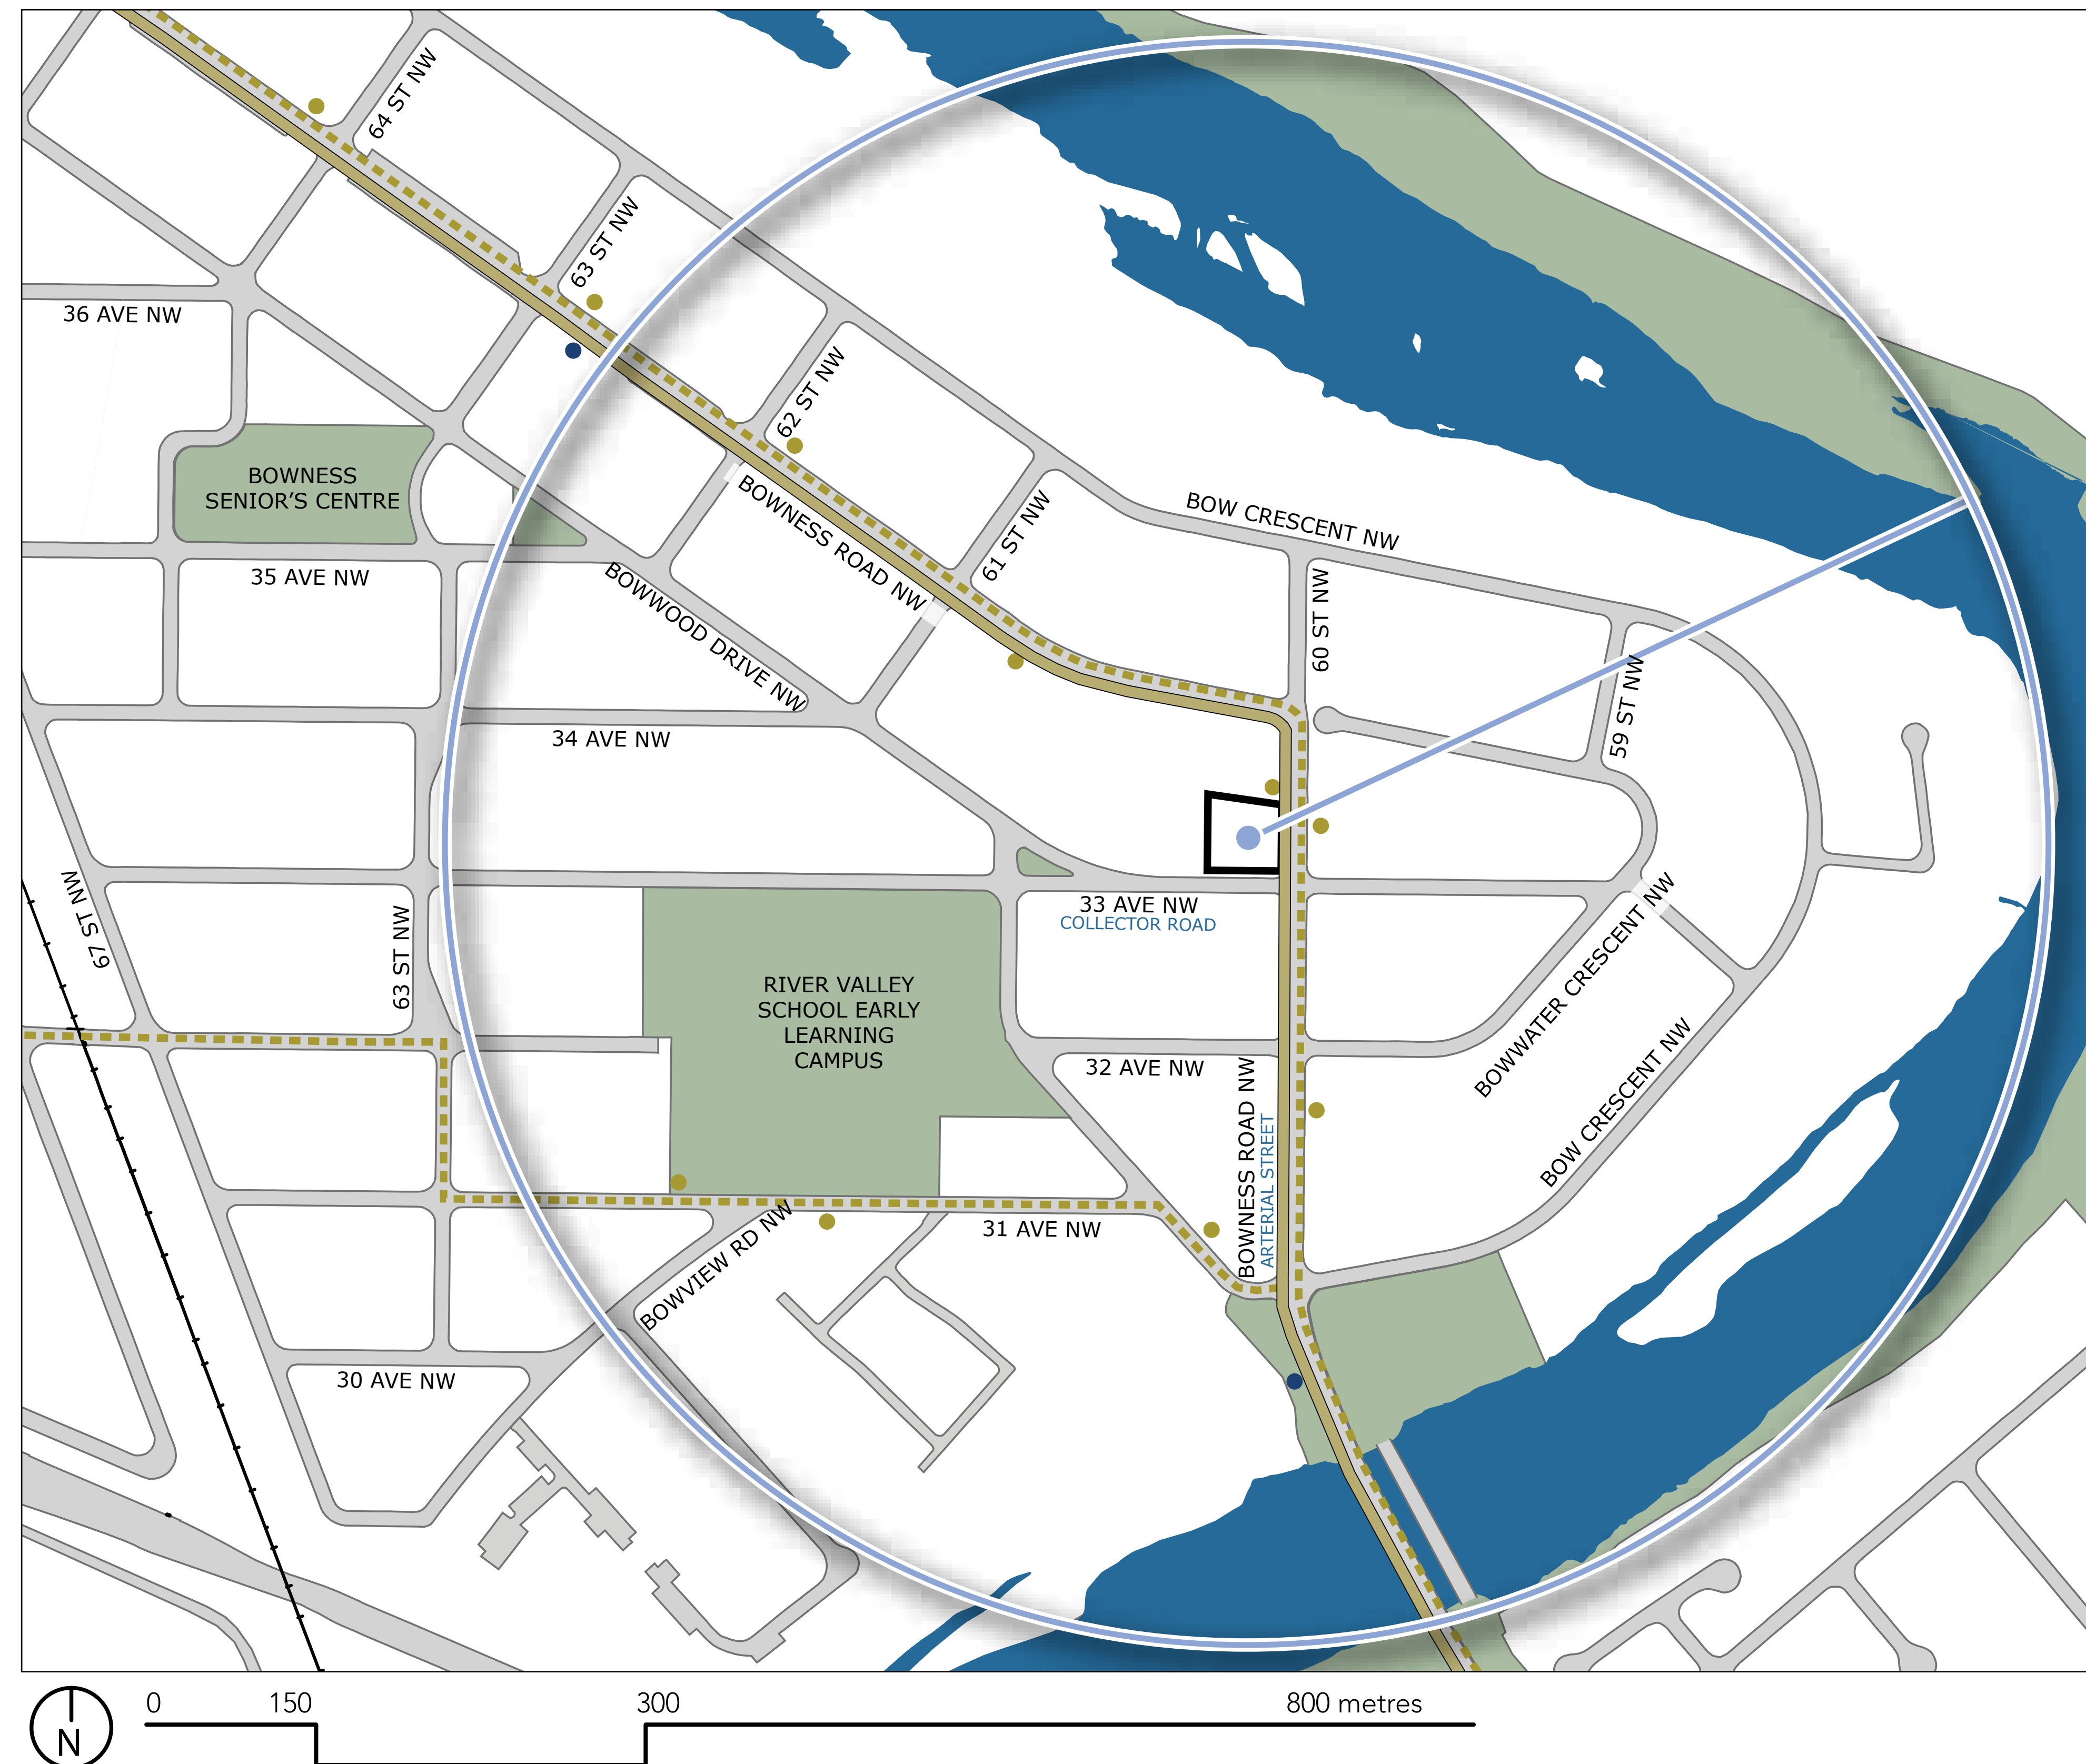 64 ST NW
63 ST NW
36 AVE NW
62 ST NW
BOWNESS
SENIOR'S CENTRE
BOWNESS ROAD NW
61 ST NW
BOW CRESCENT NW
35 AVE NW
BOWWOOD DRIVE NW
60 ST NW
34 AVE NW
59 ST NW
67 ST NW
63 ST NW
33 AVE NW
COLLECTOR ROAD
BOWWATER CRESCENT NW
RIVER VALLEY
SCHOOL EARLY
LEARNING
CAMPUS
32 AVE NW
BOWNESS ROAD NW
ARTERIAL STREET
BOW CRESCENT NW
31 AVE NW
BOWVIEW RD NW
30 AVE NW
N
0 150 300 800 metres